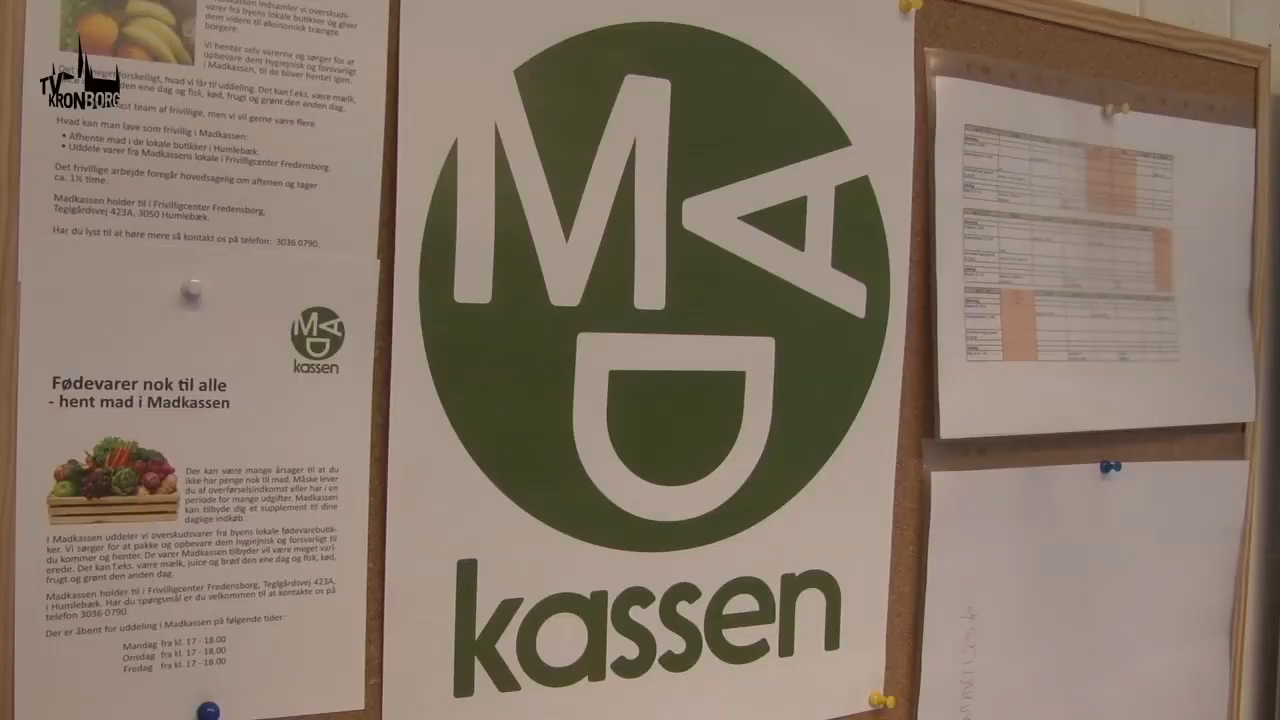 Madkassen indsamler vi overskuds-
varer fra byens lokale butikker og giver
dem videre til økonomisk trængte
borgere.
Vi henter selv varerne og sørger for at
opbevare dem hygiejnisk og forsvarligt
i Madkassen, til de bliver hentet igen.
meget forskelligt, hvad vi får til uddeling. Det kan f.eks. være mælk,
den ene dag og fisk, kød, frugt og grønt den anden dag.
fast team af frivillige, men vi vil gerne være flere.
Hvad kan man lave som frivillig i Madkassen:
• Afhente mad i de lokale butikker i Humlebæk.
• Uddele varer fra Madkassens lokale i Frivilligcenter Fredensborg.
Det frivillige arbejde foregår hovedsagelig om aftenen og tager
ca. 1½ time.
Madkassen holder til i Frivilligcenter Fredensborg,
Teglgårdsvej 423A, 3050 Humlebæk.
Har du lyst til at høre mere så kontakt os på telefon: 3036 0790.
TV
KRONBORG
MAD
kassen
Fødevarer nok til alle
- hent mad i Madkassen
Der kan være mange årsager til at du
ikke har penge nok til mad. Måske lever
du af overførselsindkomst eller har i en
periode for mange udgifter. Madkassen
kan tilbyde dig et supplement til dine
daglige indkøb.
I Madkassen uddeler vi overskudsvarer fra byens lokale fødevarebutik-
ker. Vi sørger for at pakke og opbevare dem hygiejnisk og forsvarligt til
du kommer og henter. De varer Madkassen tilbyder vil være meget vari-
erede. Det kan f.eks. være mælk, juice og brød den ene dag og fisk, kød,
frugt og grønt den anden dag.
Madkassen holder til i Frivilligcenter Fredensborg, Teglgårdsvej 423A,
i Humlebæk. Har du spørgsmål er du velkommen til at kontakte os på
telefon 3036 0790.
Der er åbent for uddeling i Madkassen på følgende tider:
Mandag fra kl. 17 - 18.00
Onsdag fra kl. 17 - 18.00
Fredag fra kl. 17 - 18.00
MAD
kassen